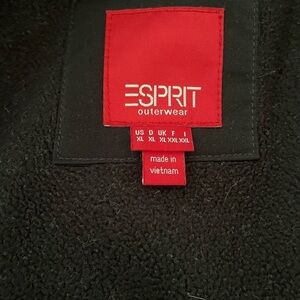 ESPRIT
outerwear
US D UK F I
XL XL XL XXL XXL
made in
vietnam